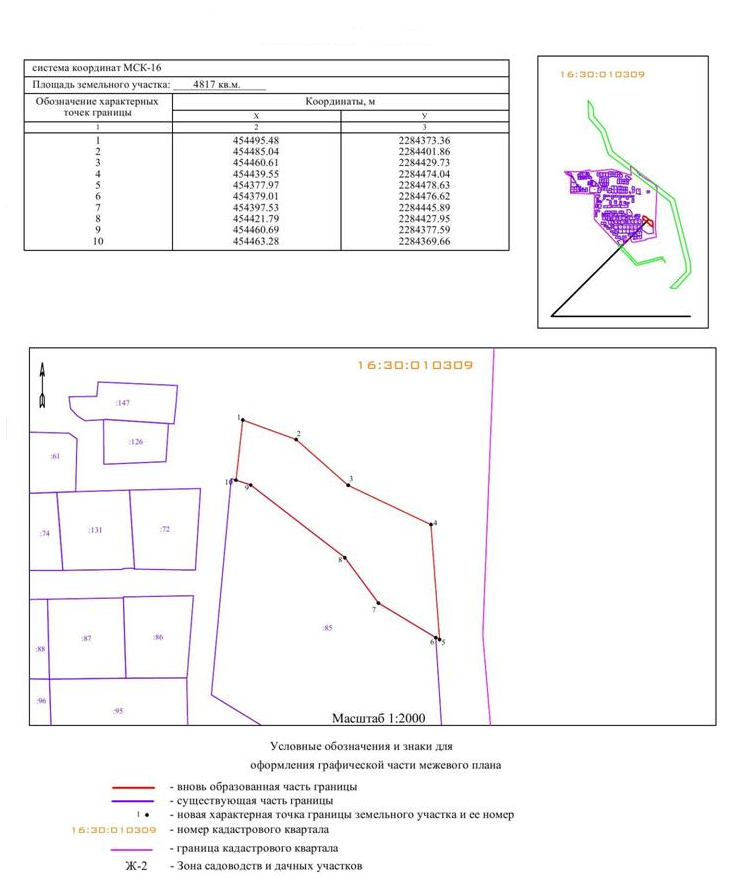 система координат МСК-16
Площадь земельного участка: 4817 кв.м.
Обозначение характерных точек границы Координаты, м
Х У
1 2 3
1 454495.48 2284373.36
2 454485.04 2284401.86
3 454460.61 2284429.73
4 454439.55 2284474.04
5 454377.97 2284478.63
6 454379.01 2284476.62
7 454397.53 2284445.89
8 454421.79 2284427.95
9 454460.69 2284377.59
10 454463.28 2284369.66
16:30:010309
16:30:010309
:147
:126
:61
:74 :131 :72
:88 :87 :86
:96 :95
:85
1
2
3
4
10
9
8
7
6 5
Масштаб 1:2000
Условные обозначения и знаки для
оформления графической части межевого плана
- вновь образованная часть границы
- существующая часть границы
1 - новая характерная точка границы земельного участка и ее номер
16:30:010309 - номер кадастрового квартала
- граница кадастрового квартала
Ж-2 - Зона садоводств и дачных участков